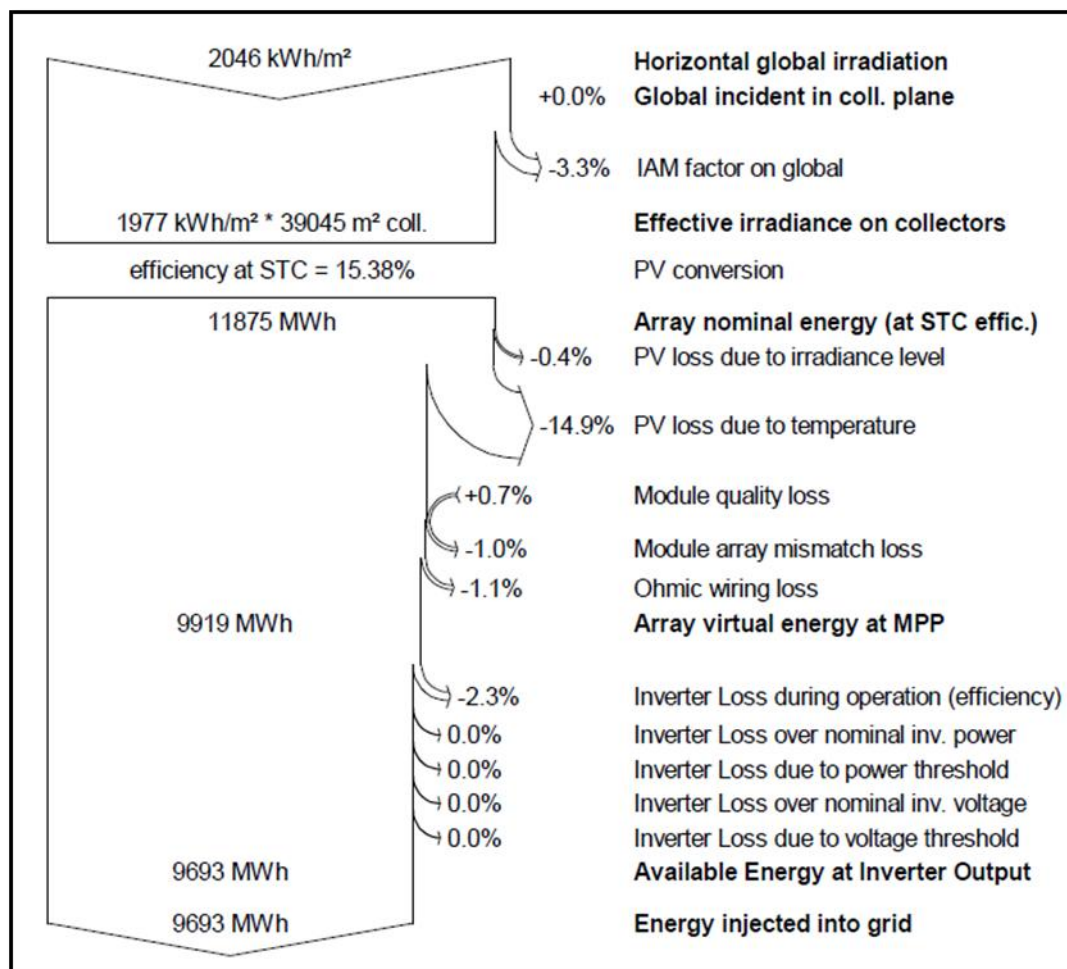 2046 kWh/m² Horizontal global irradiation
+0.0% Global incident in coll. plane
-3.3% IAM factor on global
1977 kWh/m² * 39045 m² coll. Effective irradiance on collectors
efficiency at STC = 15.38% PV conversion
11875 MWh Array nominal energy (at STC effic.)
-0.4% PV loss due to irradiance level
-14.9% PV loss due to temperature
+0.7% Module quality loss
-1.0% Module array mismatch loss
-1.1% Ohmic wiring loss
9919 MWh Array virtual energy at MPP
-2.3% Inverter Loss during operation (efficiency)
0.0% Inverter Loss over nominal inv. power
0.0% Inverter Loss due to power threshold
0.0% Inverter Loss over nominal inv. voltage
0.0% Inverter Loss due to voltage threshold
9693 MWh Available Energy at Inverter Output
9693 MWh Energy injected into grid